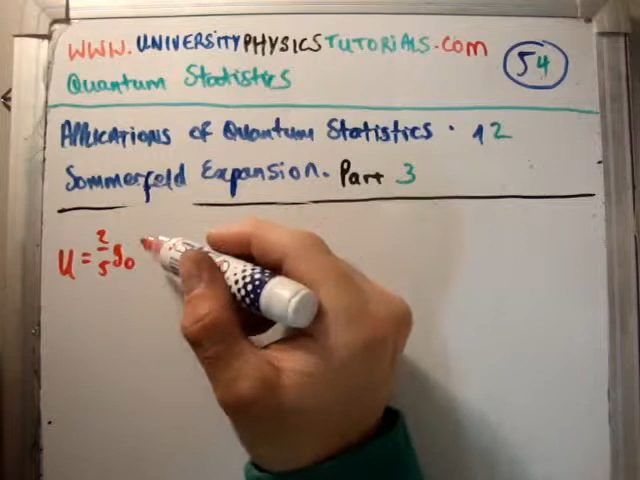 WWW.UNIVERSITYPHYSICSTUTORIALS.COM
Quantum Statistics
54
Applications of Quantum Statistics. 12
Sommerfeld Expansion. Part 3
U = 2/5 g₀